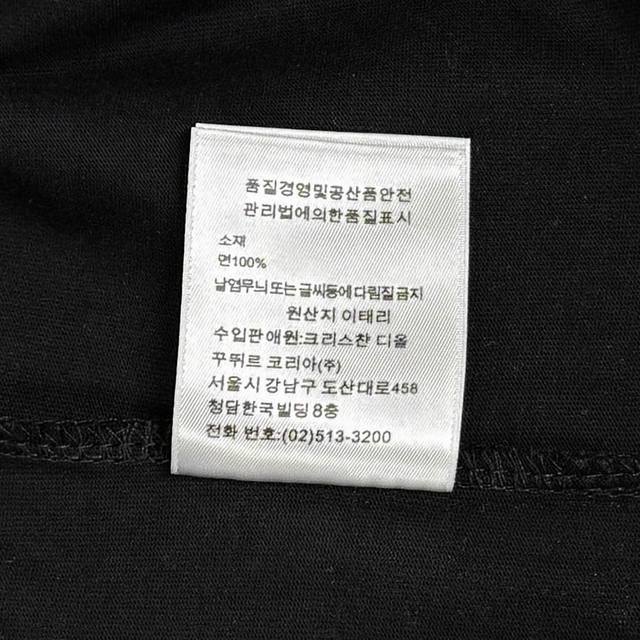 품질경영및공산품안전
관리법에의한품질표시
소재
면100%
날염무늬또는글씨등에다림질금지
원산지 이태리
수입판애원:크리스챤 디올
꾸뛰르 코리아(주)
서울시 강남구 도산대로458
청담한국빌딩 8층
전화 번호:(02)513-3200